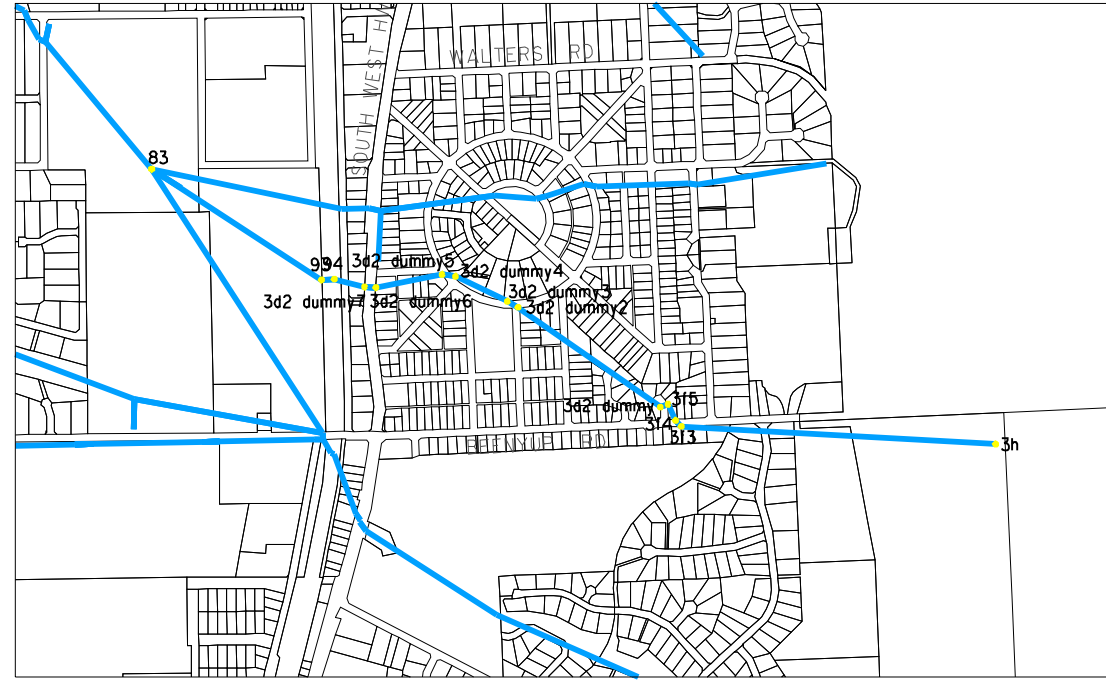 WALTERS RD
SOUTH WEST
83
93
94
3d2 dummy5
3d2 dummy4
3d2 dummy7
3d2 dummy6
3d2 dummy3
3d2 dummy2
3d2 dummy
3f5
3f4
3f3
BEENYUP RD
3h